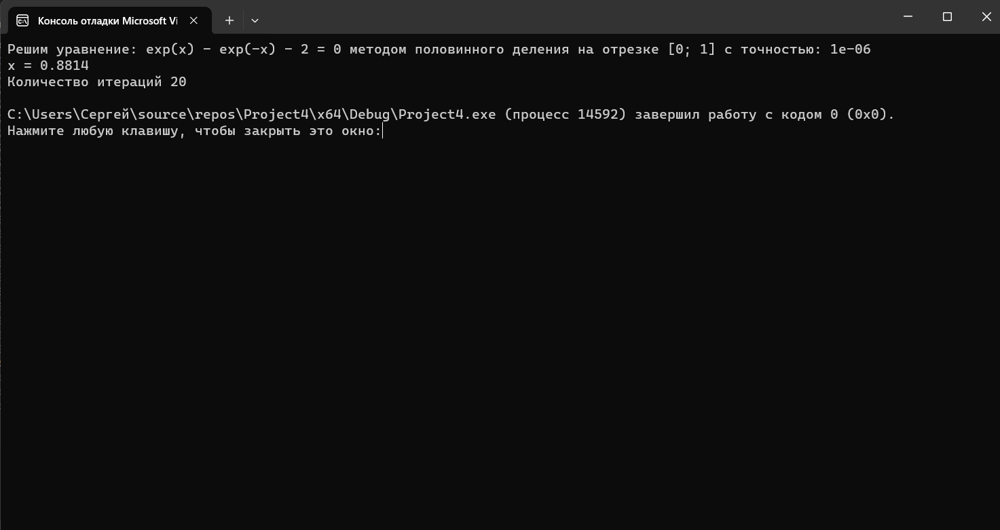 Консоль отладки Microsoft Vi
Решим уравнение: exp(x) - exp(-x) - 2 = 0 методом половинного деления на отрезке [0; 1] с точностью: 1e-06
x = 0.8814
Количество итераций 20
C:\Users\Сергей\source\repos\Project4\x64\Debug\Project4.exe (процесс 14592) завершил работу с кодом 0 (0x0).
Нажмите любую клавишу, чтобы закрыть это окно: